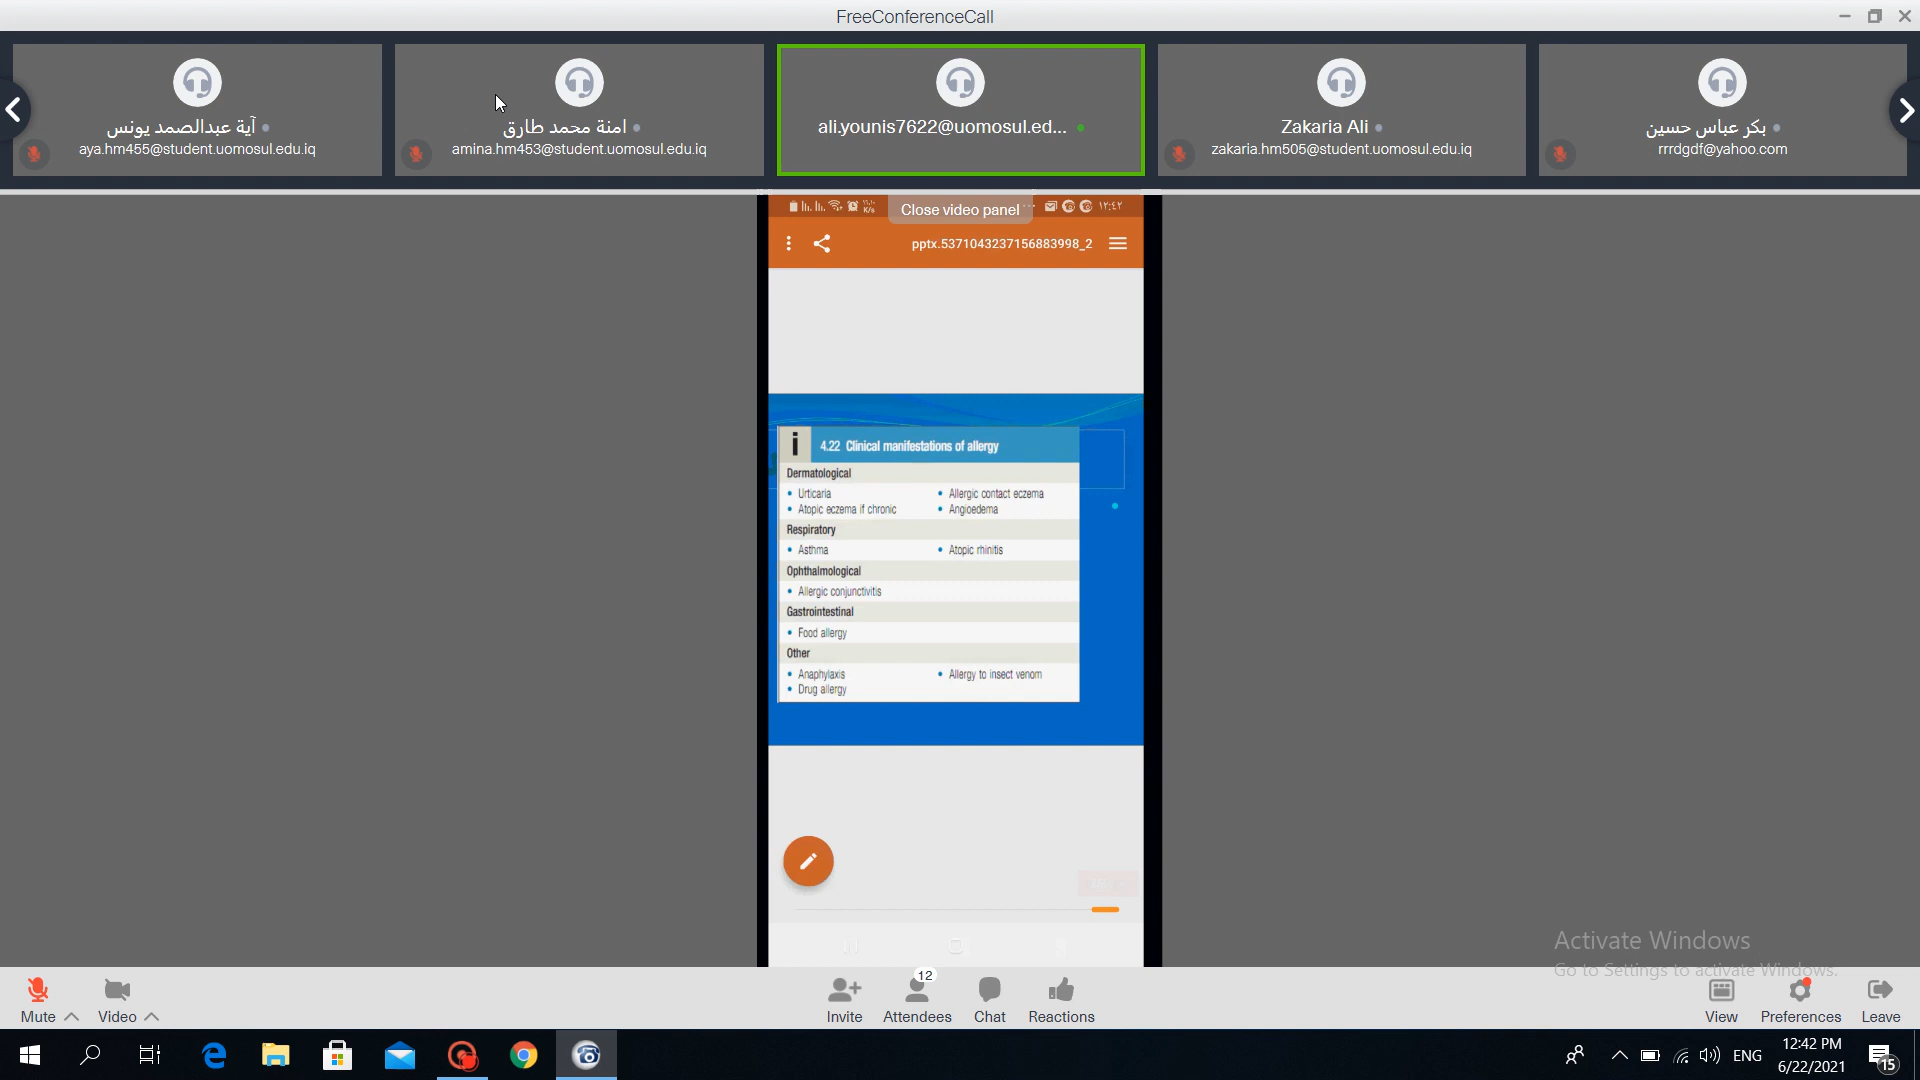 FreeConferenceCall
آية عبدالصمد يونس
aya.hm455@student.uomosul.edu.iq
امنة محمد طارق
amina.hm453@student.uomosul.edu.iq
ali.younis7622@uomosul.ed...
Zakaria Ali
zakaria.hm505@student.uomosul.edu.iq
بكر عباس حسين
rrrdgdf@yahoo.com
K/s
Close video panel
١٢:٤٢
pptx.5371043237156883998_2
i 4.22 Clinical manifestations of allergy
Dermatological
• Urticaria • Allergic contact eczema
• Atopic eczema if chronic • Angioedema
Respiratory
• Asthma • Atopic rhinitis
Ophthalmological
• Allergic conjunctivitis
Gastrointestinal
• Food allergy
Other
• Anaphylaxis • Allergy to insect venom
• Drug allergy
Activate Windows
Go to Settings to activate Windows.
12
Mute Video Invite Attendees Chat Reactions View Preferences Leave
ENG
12:42 PM
6/22/2021
15